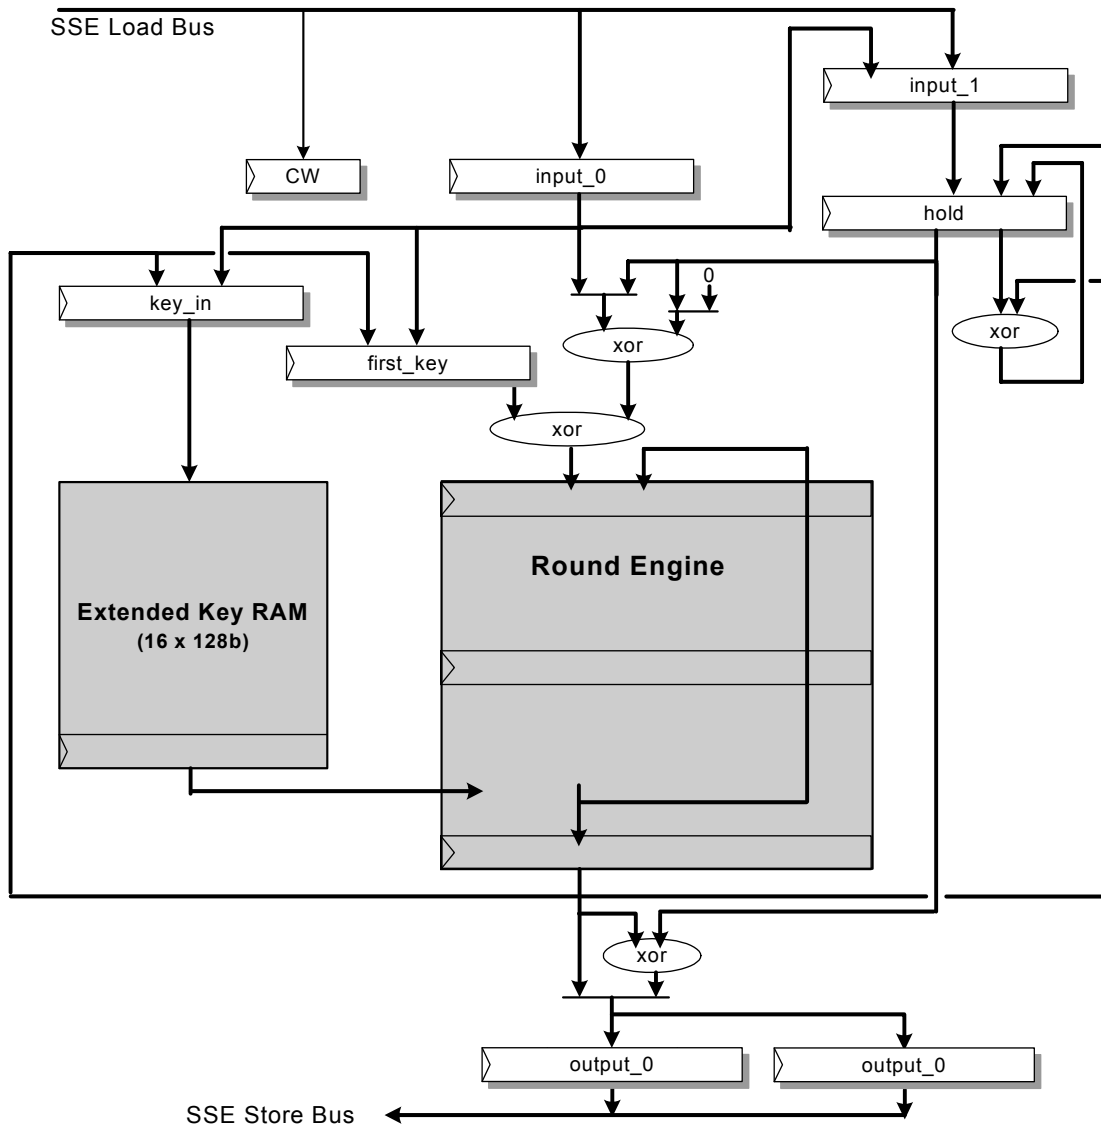 SSE Load Bus
input_1
CW
input_0
hold
0
key_in
xor
xor
first_key
xor
Round Engine
Extended Key RAM
(16 x 128b)
xor
output_0
output_0
SSE Store Bus